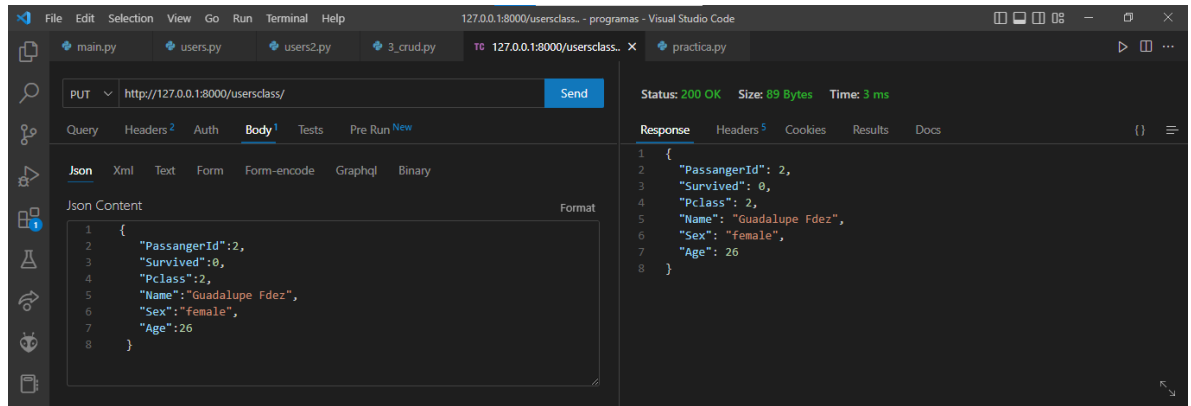 File Edit Selection View Go Run Terminal Help 127.0.0.1:8000/usersclass.. - programas - Visual Studio Code
main.py users.py users2.py 3_crud.py TC 127.0.0.1:8000/usersclass.. practica.py
PUT http://127.0.0.1:8000/usersclass/ Send
Query Headers 2 Auth Body 1 Tests Pre Run New
Json Xml Text Form Form-encode Graphql Binary
Json Content Format
1 {
2 "PassangerId":2,
3 "Survived":0,
4 "Pclass":2,
5 "Name":"Guadalupe Fdez",
6 "Sex":"female",
7 "Age":26
8 }
1
Status: 200 OK Size: 89 Bytes Time: 3 ms
Response Headers 5 Cookies Results Docs {}
1 {
2 "PassangerId": 2,
3 "Survived": 0,
4 "Pclass": 2,
5 "Name": "Guadalupe Fdez",
6 "Sex": "female",
7 "Age": 26
8 }